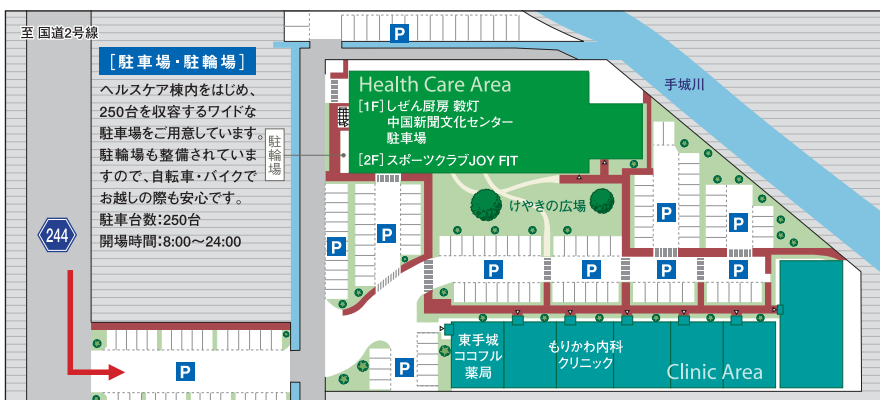 至 国道2号線
P
[駐車場・駐輪場]
ヘルスケア棟内をはじめ、
250台を収容するワイドな
駐車場をご用意しています。
駐輪場も整備されていま
すので、自転車・バイクで
お越しの際も安心です。
駐車台数:250台
開場時間:8:00〜24:00
駐輪場
Health Care Area
[1F]しぜん厨房 穀灯
中国新聞文化センター
駐車場
[2F]スポーツクラブJOY FIT
手城川
けやきの広場
244
P
P
P
P
P
P
P
P
P
P
P
東手城
ココフル
薬局
もりかわ内科
クリニック
Clinic Area